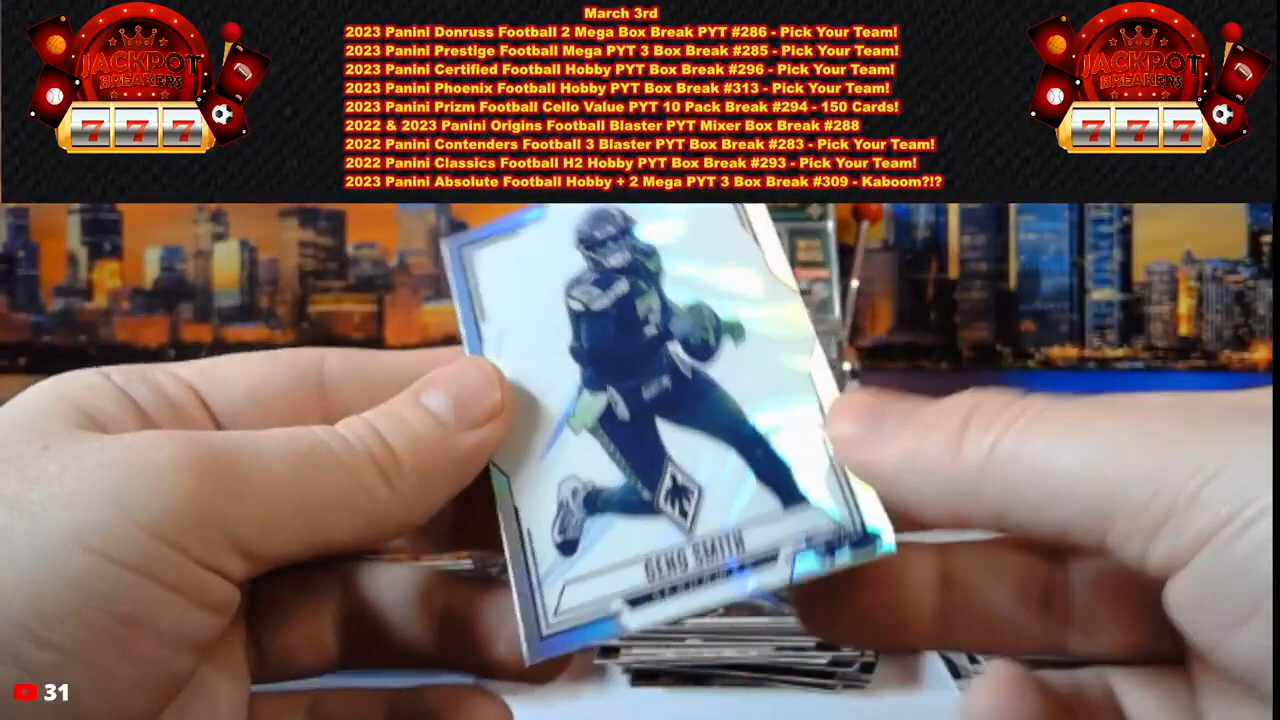 March 3rd
2023 Panini Donruss Football 2 Mega Box Break PYT #286 - Pick Your Team!
2023 Panini Prestige Football Mega PYT 3 Box Break #285 - Pick Your Team!
2023 Panini Certified Football Hobby PYT Box Break #296 - Pick Your Team!
2023 Panini Phoenix Football Hobby PYT Box Break #313 - Pick Your Team!
2023 Panini Prizm Football Cello Value PYT 10 Pack Break #294 - 150 Cards!
2022 & 2023 Panini Origins Football Blaster PYT Mixer Box Break #288
2022 Panini Contenders Football 3 Blaster PYT Box Break #283 - Pick Your Team!
2022 Panini Classics Football H2 Hobby PYT Box Break #293 - Pick Your Team!
2023 Panini Absolute Football Hobby + 2 Mega PYT 3 Box Break #309 - Kaboom?!?
JACKPOT
BREAKERS
7 7 7
JACKPOT
BREAKERS
7 7 7
GENO SMITH
31